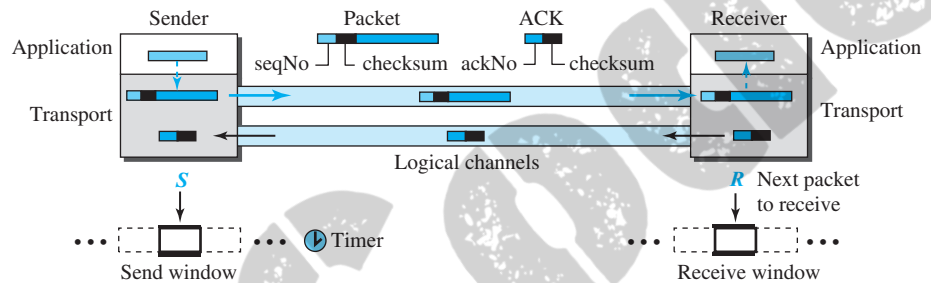 Sender
Packet
ACK
Receiver
Application
seqNo
checksum
ackNo
checksum
Application
Transport
Transport
Logical channels
S
R
Next packet
to receive
Timer
Send window
Receive window